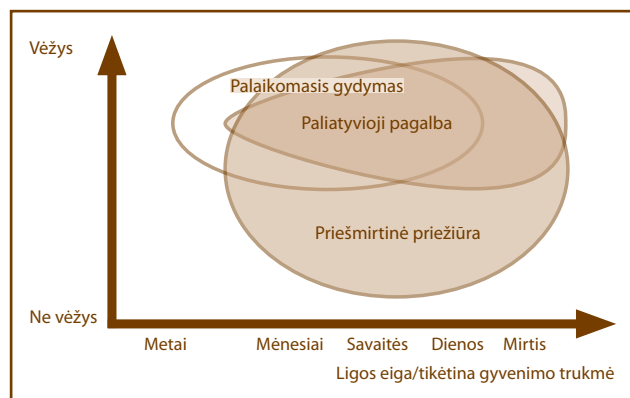 Vėžys
Palaikomasis gydymas
Paliatyvioji pagalba
Priešmirtinė priežiūra
Ne vėžys
Metai Mėnesiai Savaitės Dienos Mirtis
Ligos eiga/tikėtina gyvenimo trukmė